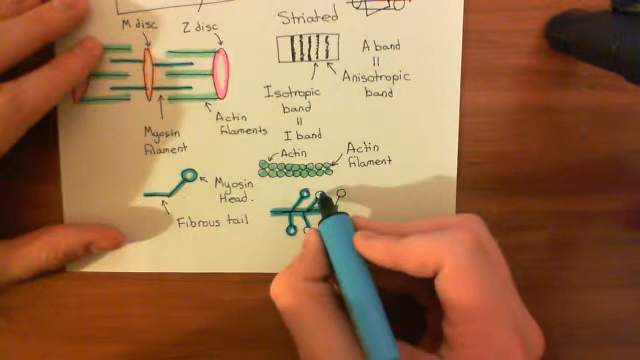 M disc
Z disc
Myosin
filament
Actin
filaments
Myosin
Head.
Fibrous tail
Striated
A band
=
Anisotropic
band
Isotropic
band
=
I band
Actin
Actin
filament